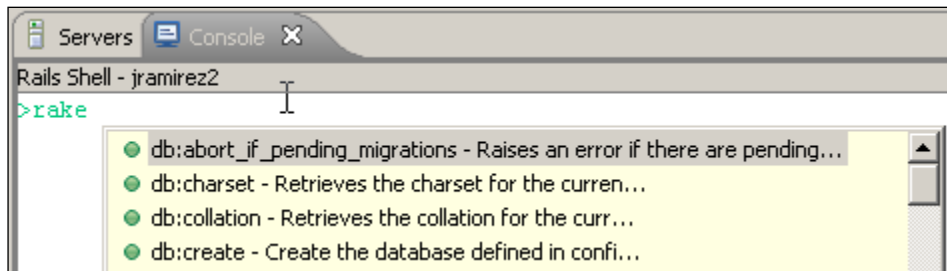 Servers Console
Rails Shell - jramirez2
>rake
db:abort_if_pending_migrations - Raises an error if there are pending...
db:charset - Retrieves the charset for the curren...
db:collation - Retrieves the collation for the curr...
db:create - Create the database defined in confi...